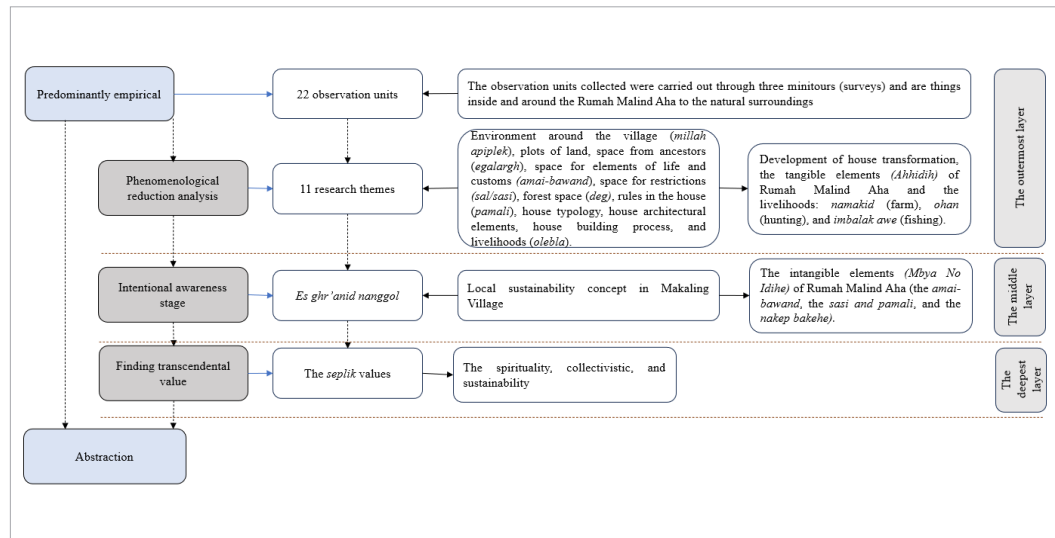 Predominantly empirical
22 observation units
The observation units collected were carried out through three minitours (surveys) and are things
inside and around the Rumah Malind Aha to the natural surroundings
The outermost layer
Phenomenological
reduction analysis
11 research themes
Environment around the village (millah
apiplek), plots of land, space from ancestors
(egalargh), space for elements of life and
customs (amai-bawand), space for restrictions
(sal/sasi), forest space (deg), rules in the house
(pamali), house typology, house architectural
elements, house building process, and
livelihoods (olebla).
Development of house transformation,
the tangible elements (Ahhidih) of
Rumah Malind Aha and the
livelihoods: namakid (farm), ohan
(hunting), and imbalak awe (fishing).
Intentional awareness
stage
Es ghr'anid nanggol
Local sustainability concept in Makaling
Village
The intangible elements (Mbya No
Idihe) of Rumah Malind Aha (the amai-
bawand, the sasi and pamali, and the
nakep bakehe).
The middle
layer
Finding transcendental
value
The seplik values
The spirituality, collectivistic, and
sustainability
The
deepest
layer
Abstraction